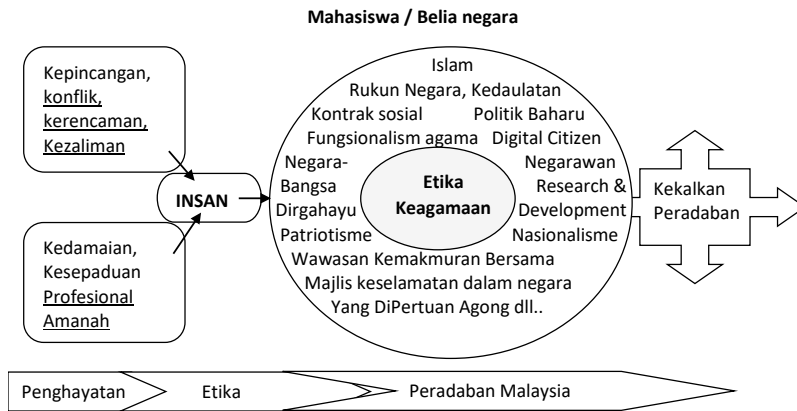 Mahasiswa / Belia negara
Kepincangan,
konflik,
kerencaman,
Kezaliman
INSAN
Kedamaian,
Kesepaduan
Profesional
Amanah
Islam
Rukun Negara, Kedaulatan
Kontrak sosial Politik Baharu
Fungsionalism agama Digital Citizen
Negara- Negarawan
Bangsa Research &
Dirgahayu Development
Patriotisme Nasionalisme
Etika
Keagamaan
Wawasan Kemakmuran Bersama
Majlis keselamatan dalam negara
Yang DiPertuan Agong dll..
Kekalkan
Peradaban
Penghayatan Etika Peradaban Malaysia